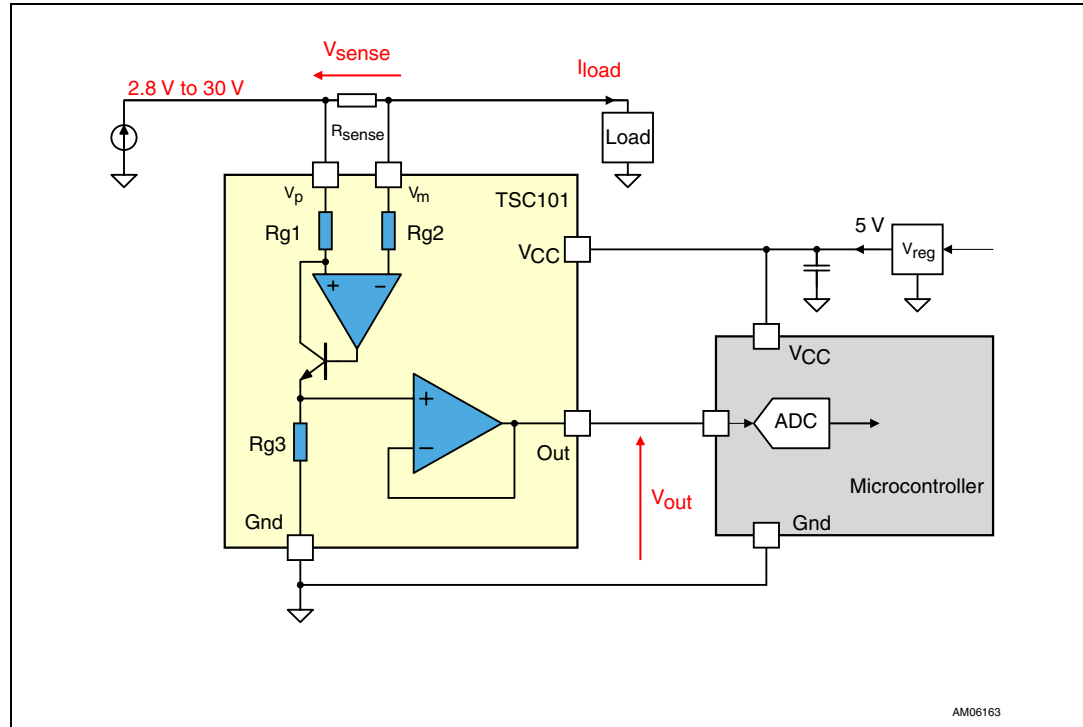 Vsense
Iload
2.8 V to 30 V
Rsense
Load
Vp
Vm
TSC101
Rg1
Rg2
VCC
5 V
Vreg
+
−
VCC
+
−
ADC
Rg3
Out
Microcontroller
Vout
Gnd
Gnd
AM06163